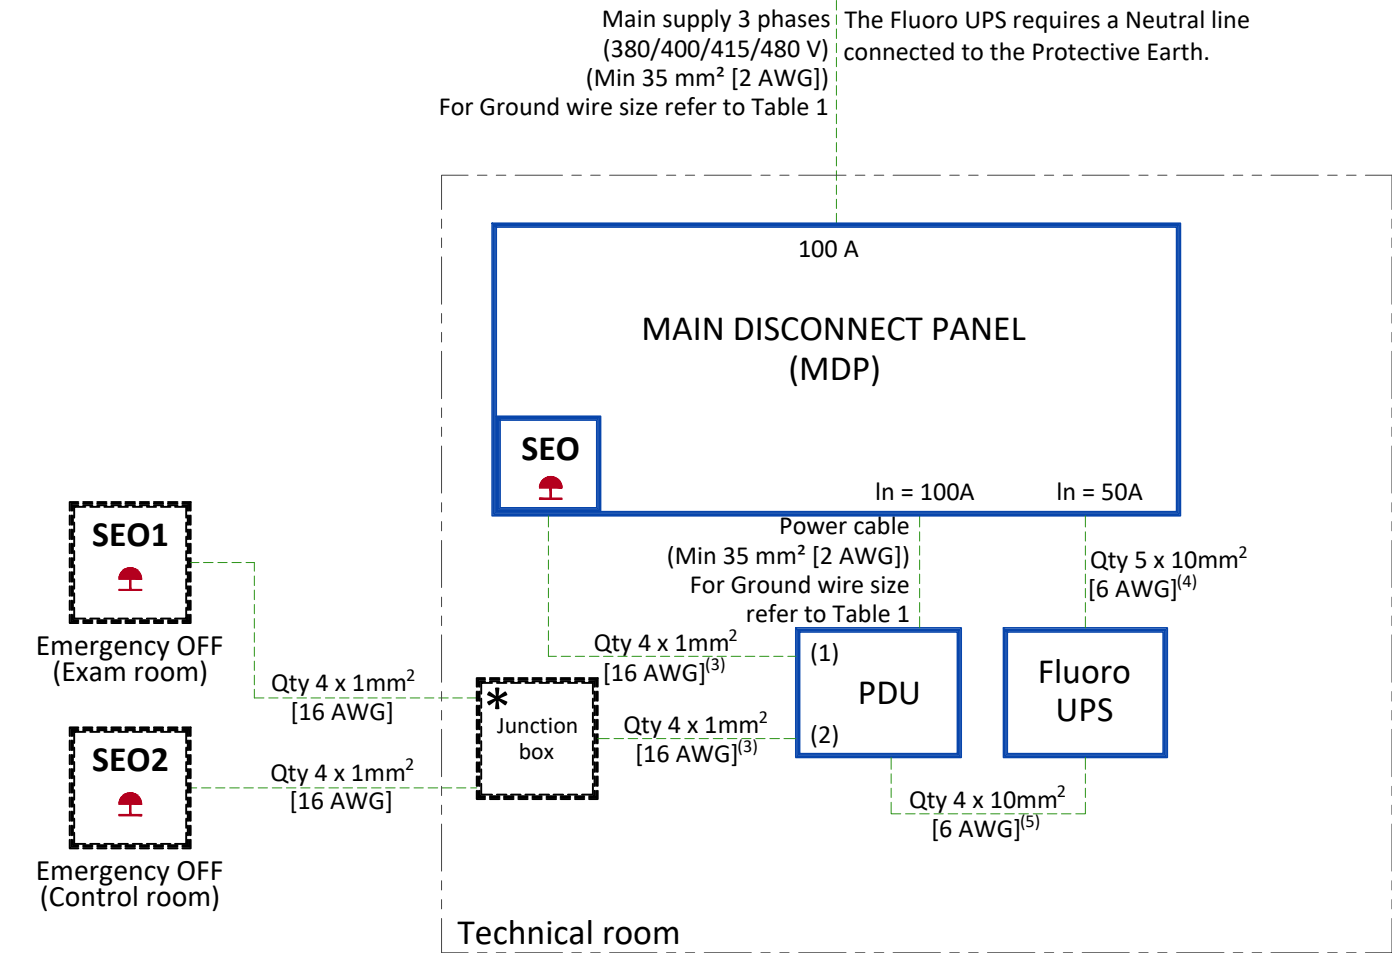 Main supply 3 phases
(380/400/415/480 V)
(Min 35 mm² [2 AWG])
For Ground wire size refer to Table 1
The Fluoro UPS requires a Neutral line
connected to the Protective Earth.
100 A
MAIN DISCONNECT PANEL
(MDP)
SEO
In = 100A
In = 50A
Power cable
(Min 35 mm² [2 AWG])
For Ground wire size
refer to Table 1
Qty 5 x 10mm²
[6 AWG]⁽⁴⁾
SEO1
Emergency OFF
(Exam room)
Qty 4 x 1mm²
[16 AWG]
Qty 4 x 1mm²
[16 AWG]⁽³⁾
(1)
PDU
(2)
Fluoro
UPS
*
Junction
box
Qty 4 x 1mm²
[16 AWG]⁽³⁾
SEO2
Emergency OFF
(Control room)
Qty 4 x 1mm²
[16 AWG]
Qty 4 x 10mm²
[6 AWG]⁽⁵⁾
Technical room